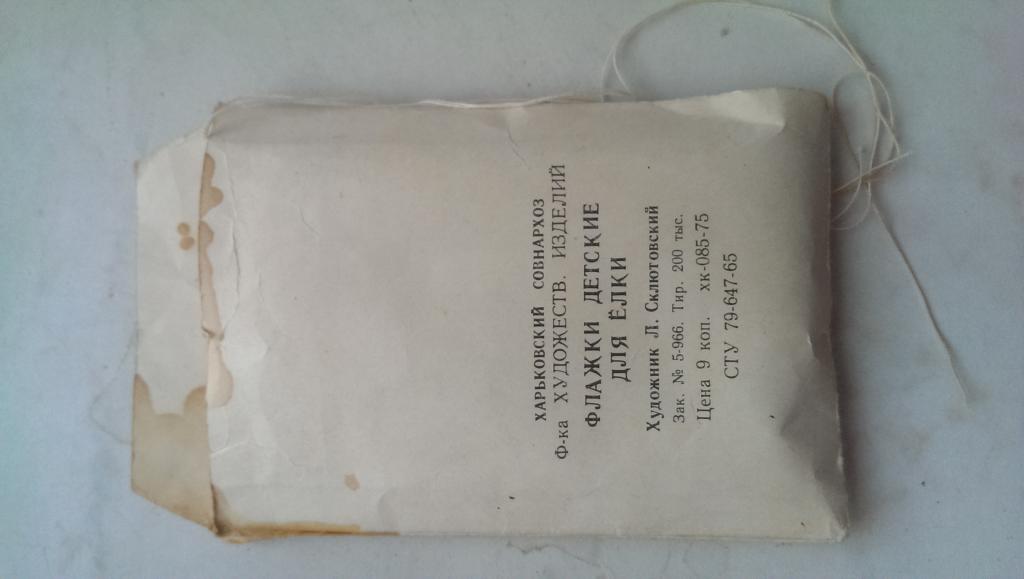 ХАРЬКОВСКИЙ СОВНАРХОЗ
Ф-ка ХУДОЖЕСТВ. ИЗДЕЛИЙ
ФЛАЖКИ ДЕТСКИЕ
ДЛЯ ЁЛКИ
Художник Л. Склютовский
Зак. № 5-966. Тир. 200 тыс.
Цена 9 коп. хк-085-75
СТУ 79-647-65